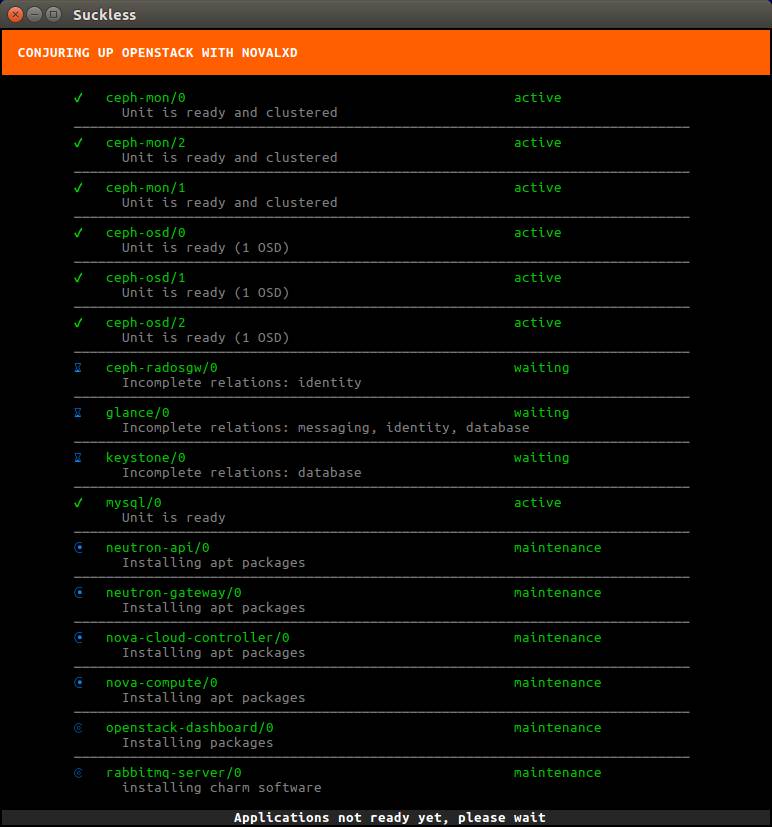 Suckless
CONJURING UP OPENSTACK WITH NOVALXD
✓ ceph-mon/0 active
Unit is ready and clustered
✓ ceph-mon/2 active
Unit is ready and clustered
✓ ceph-mon/1 active
Unit is ready and clustered
✓ ceph-osd/0 active
Unit is ready (1 OSD)
✓ ceph-osd/1 active
Unit is ready (1 OSD)
✓ ceph-osd/2 active
Unit is ready (1 OSD)
ceph-radosgw/0 waiting
Incomplete relations: identity
glance/0 waiting
Incomplete relations: messaging, identity, database
keystone/0 waiting
Incomplete relations: database
✓ mysql/0 active
Unit is ready
neutron-api/0 maintenance
Installing apt packages
neutron-gateway/0 maintenance
Installing apt packages
nova-cloud-controller/0 maintenance
Installing apt packages
nova-compute/0 maintenance
Installing apt packages
openstack-dashboard/0 maintenance
Installing packages
rabbitmq-server/0 maintenance
installing charm software
Applications not ready yet, please wait